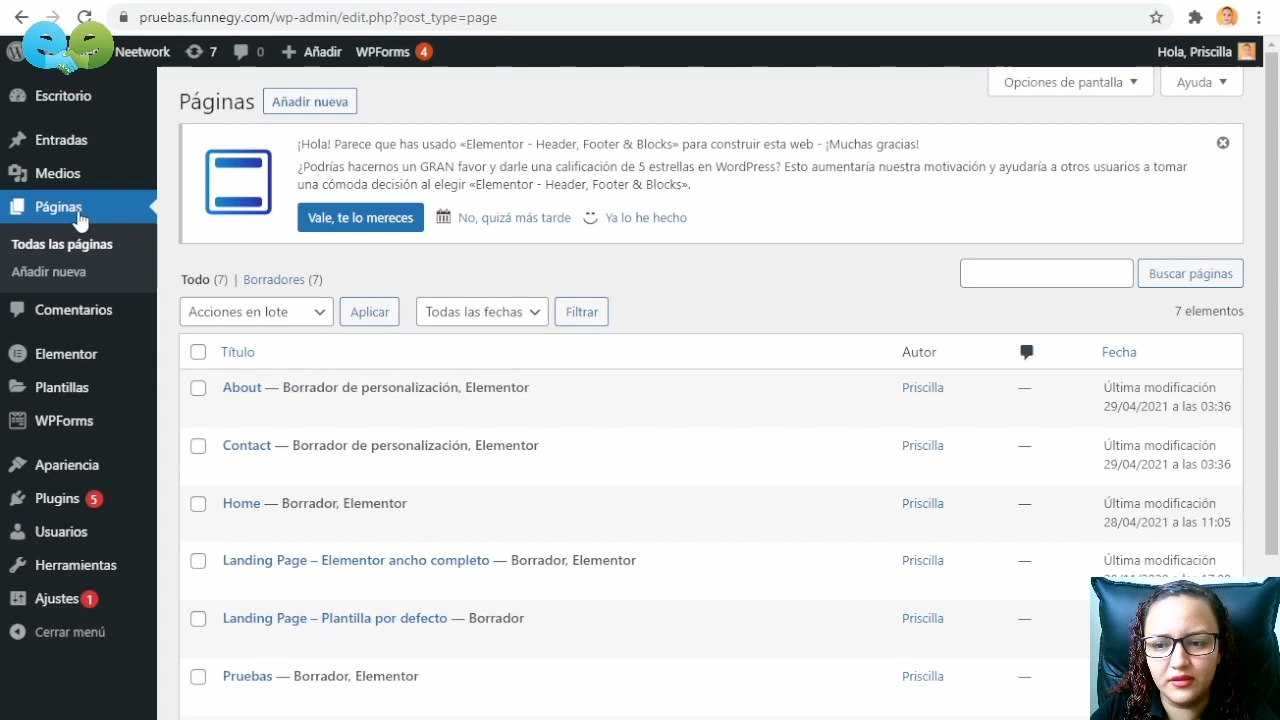 pruebas.funnegy.com/wp-admin/edit.php?post_type=page
Neetwork 7 0 Añadir WPForms 4 Hola, Priscilla
Escritorio
Entradas
Medios
Páginas
Todas las páginas
Añadir nueva
Comentarios
Elementor
Plantillas
WPForms
Apariencia
Plugins 5
Usuarios
Herramientas
Ajustes 1
Cerrar menú
Opciones de pantalla Ayuda
Páginas Añadir nueva
¡Hola! Parece que has usado «Elementor - Header, Footer & Blocks» para construir esta web - ¡Muchas gracias!
¿Podrías hacernos un GRAN favor y darle una calificación de 5 estrellas en WordPress? Esto aumentaría nuestra motivación y ayudaría a otros usuarios a tomar
una cómoda decisión al elegir «Elementor - Header, Footer & Blocks».
Vale, te lo mereces No, quizá más tarde Ya lo he hecho
Todo (7) | Borradores (7)
Buscar páginas
Acciones en lote Aplicar Todas las fechas Filtrar
7 elementos
Título Autor Fecha
About — Borrador de personalización, Elementor Priscilla — Última modificación
29/04/2021 a las 03:36
Contact — Borrador de personalización, Elementor Priscilla — Última modificación
29/04/2021 a las 03:36
Home — Borrador, Elementor Priscilla — Última modificación
28/04/2021 a las 11:05
Landing Page – Elementor ancho completo — Borrador, Elementor Priscilla — Última modificación
Landing Page – Plantilla por defecto — Borrador Priscilla —
Pruebas — Borrador, Elementor Priscilla —